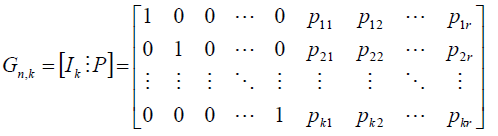 G_{n,k} = [I_k ⋮ P] = [
1 0 0 ⋯ 0 p_{11} p_{12} ⋯ p_{1r}
0 1 0 ⋯ 0 p_{21} p_{22} ⋯ p_{2r}
⋮ ⋮ ⋮ ⋱ ⋮ ⋮ ⋮ ⋱ ⋮
0 0 0 ⋯ 1 p_{k1} p_{k2} ⋯ p_{kr}
]